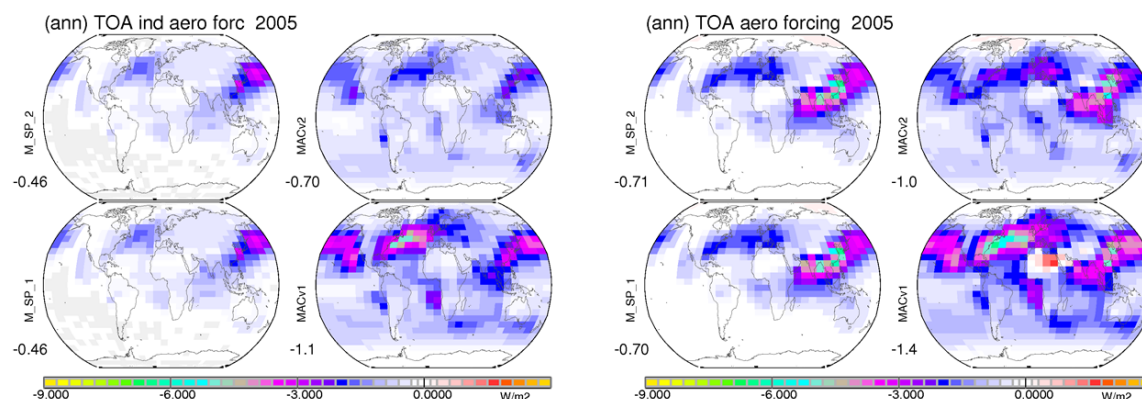 (ann) TOA ind aero forc 2005
M_SP_2
-0.46
MACv2
-0.70
M_SP_1
-0.46
MACv1
-1.1
-9.000 -6.000 -3.000 0.0000 W/m2
(ann) TOA aero forcing 2005
M_SP_2
-0.71
MACv2
-1.0
M_SP_1
-0.70
MACv1
-1.4
-9.000 -6.000 -3.000 0.0000 W/m2